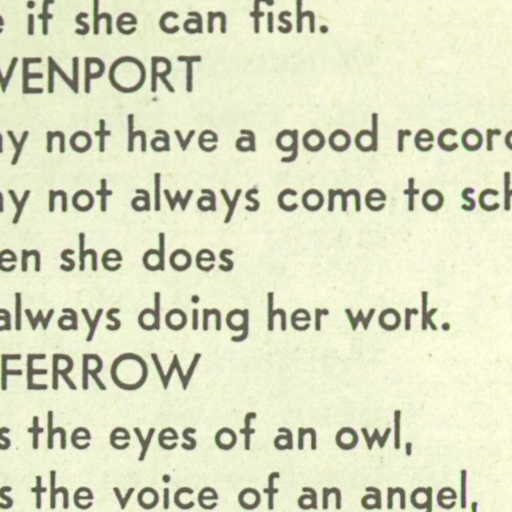 if she can fish.
VENPORT
ay not have a good record
ay not always come to sch
en she does
always doing her work.
FERROW
s the eyes of an owl,
s the voice of an angel,